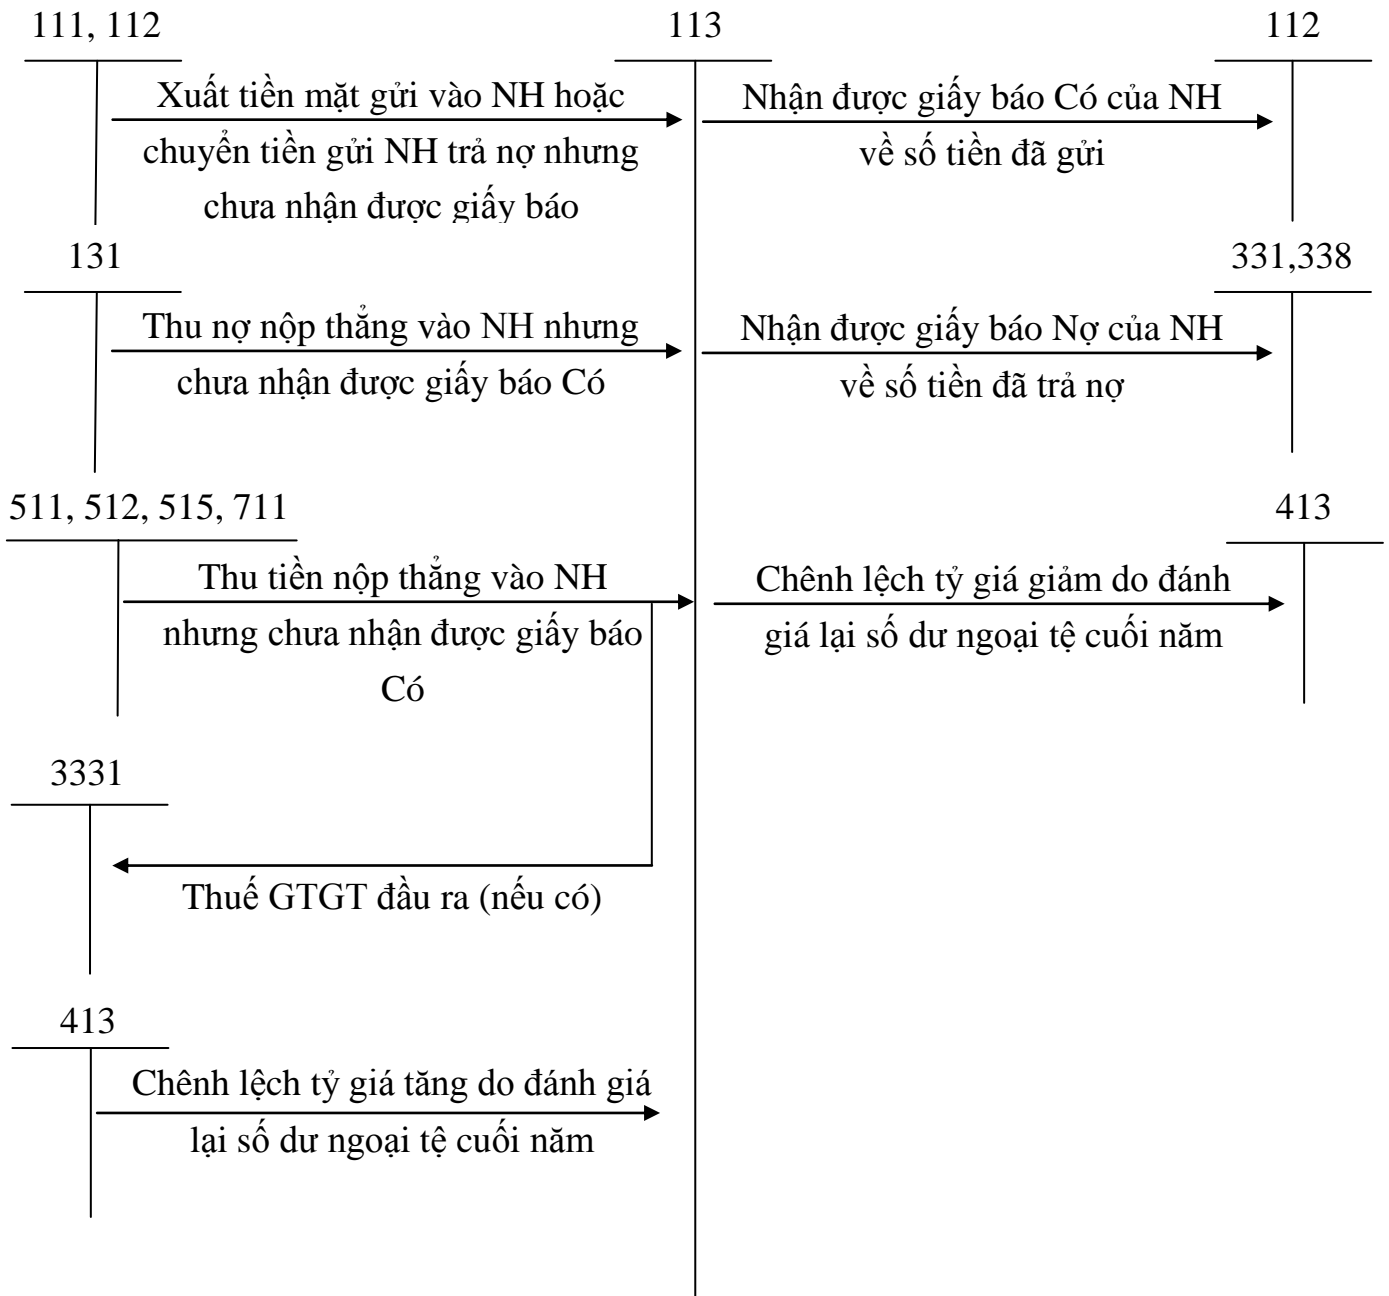 111, 112
113
112
Xuất tiền mặt gửi vào NH hoặc
chuyển tiền gửi NH trả nợ nhưng
chưa nhận được giấy báo
Nhận được giấy báo Có của NH
về số tiền đã gửi
131
331,338
Thu nợ nộp thẳng vào NH nhưng
chưa nhận được giấy báo Có
Nhận được giấy báo Nợ của NH
về số tiền đã trả nợ
511, 512, 515, 711
413
Thu tiền nộp thẳng vào NH
nhưng chưa nhận được giấy báo
Có
Chênh lệch tỷ giá giảm do đánh
giá lại số dư ngoại tệ cuối năm
3331
Thuế GTGT đầu ra (nếu có)
413
Chênh lệch tỷ giá tăng do đánh giá
lại số dư ngoại tệ cuối năm